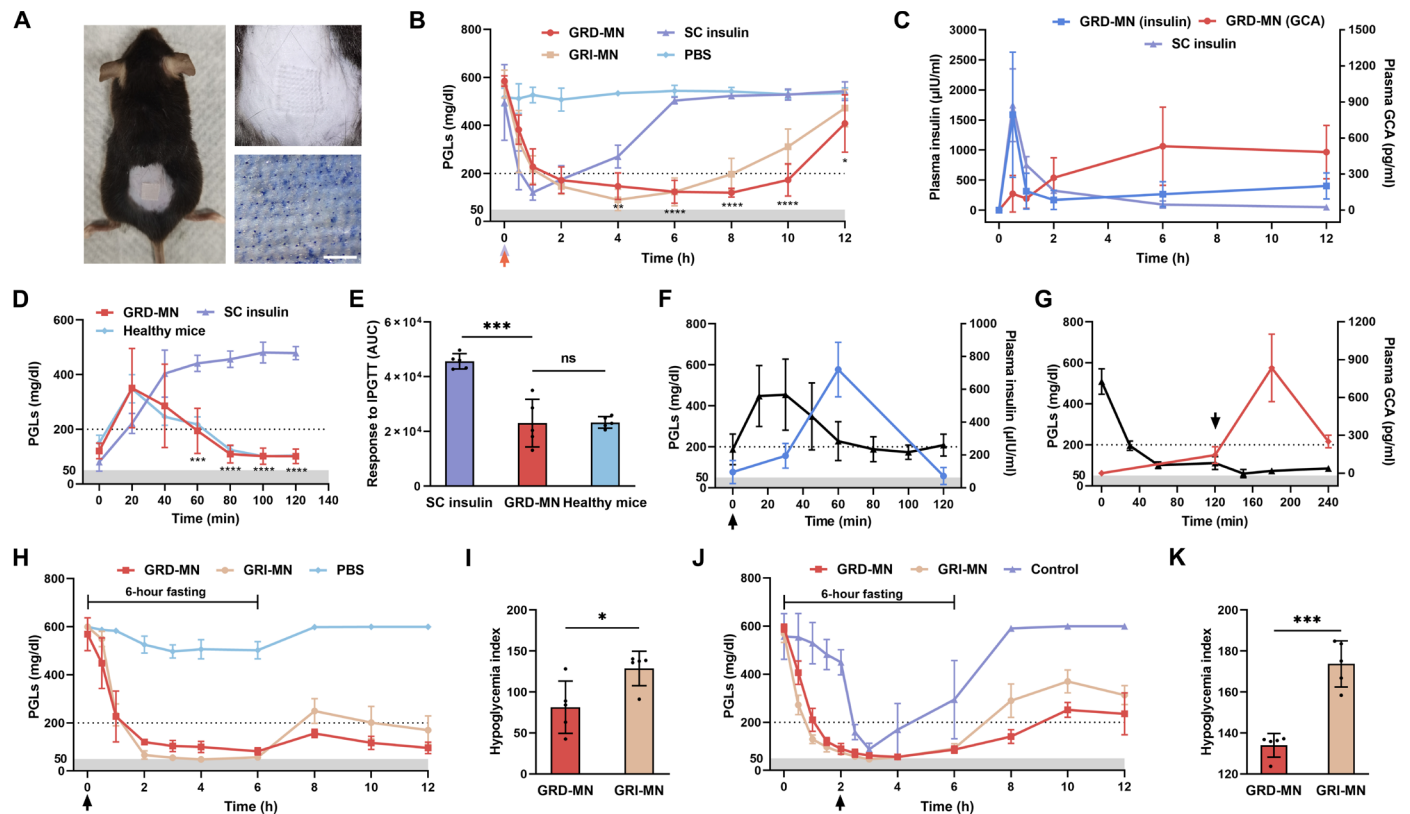 A
B
GRD-MN
SC insulin
GRI-MN
PBS
PGLs (mg/dl)
800
600
400
200
50
0
0 2 4 6 8 10 12
** **** **** **** *
Time (h)
C
GRD-MN (insulin)
GRD-MN (GCA)
SC insulin
Plasma insulin (μIU/ml)
3000
2500
2000
1500
1000
500
0
Plasma GCA (pg/ml)
1500
1200
900
600
300
0
0 2 4 6 8 10 12
Time (h)
D
GRD-MN
SC insulin
Healthy mice
PGLs (mg/dl)
600
400
200
50
0
*** **** **** ****
0 20 40 60 80 100 120 140
Time (min)
E
Response to IPGTT (AUC)
6×10⁴
4×10⁴
2×10⁴
0
***
ns
SC insulin GRD-MN Healthy mice
F
PGLs (mg/dl)
800
600
400
200
50
0
Plasma insulin (μIU/ml)
1000
800
600
400
200
0
0 20 40 60 80 100 120
Time (min)
G
PGLs (mg/dl)
800
600
400
200
50
0
Plasma GCA (pg/ml)
1200
900
600
300
0
0 40 80 120 160 200 240
Time (min)
H
GRD-MN GRI-MN PBS
6-hour fasting
PGLs (mg/dl)
800
600
400
200
50
0
0 2 4 6 8 10 12
Time (h)
I
Hypoglycemia index
200
150
100
50
0
*
GRD-MN GRI-MN
J
GRD-MN GRI-MN Control
6-hour fasting
PGLs (mg/dl)
800
600
400
200
50
0
0 2 4 6 8 10 12
Time (h)
K
Hypoglycemia index
200
180
160
140
120
***
GRD-MN GRI-MN